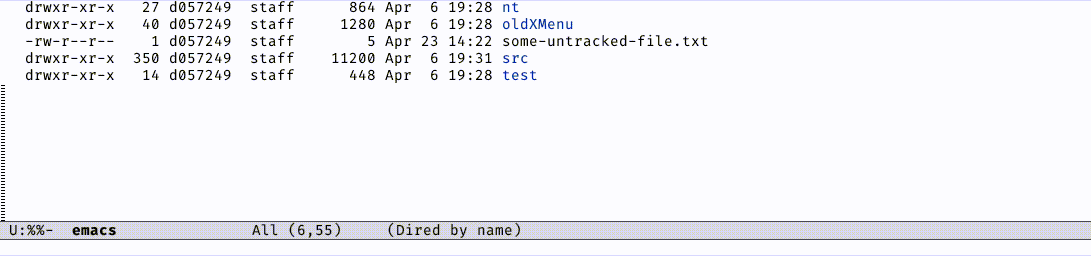 drwxr-xr-x  27 d057249  staff    864 Apr  6 19:28 nt
drwxr-xr-x  40 d057249  staff   1280 Apr  6 19:28 oldXMenu
-rw-r--r--   1 d057249  staff      5 Apr 23 14:22 some-untracked-file.txt
drwxr-xr-x 350 d057249  staff  11200 Apr  6 19:31 src
drwxr-xr-x  14 d057249  staff    448 Apr  6 19:28 test
U:%%-  emacs               All (6,55)     (Dired by name)